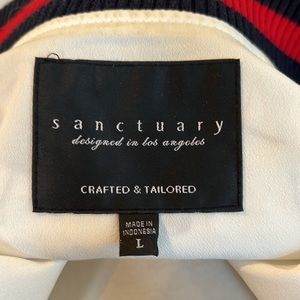 sanctuary
designed in los angeles
CRAFTED & TAILORED
MADE IN
INDONESIA
L